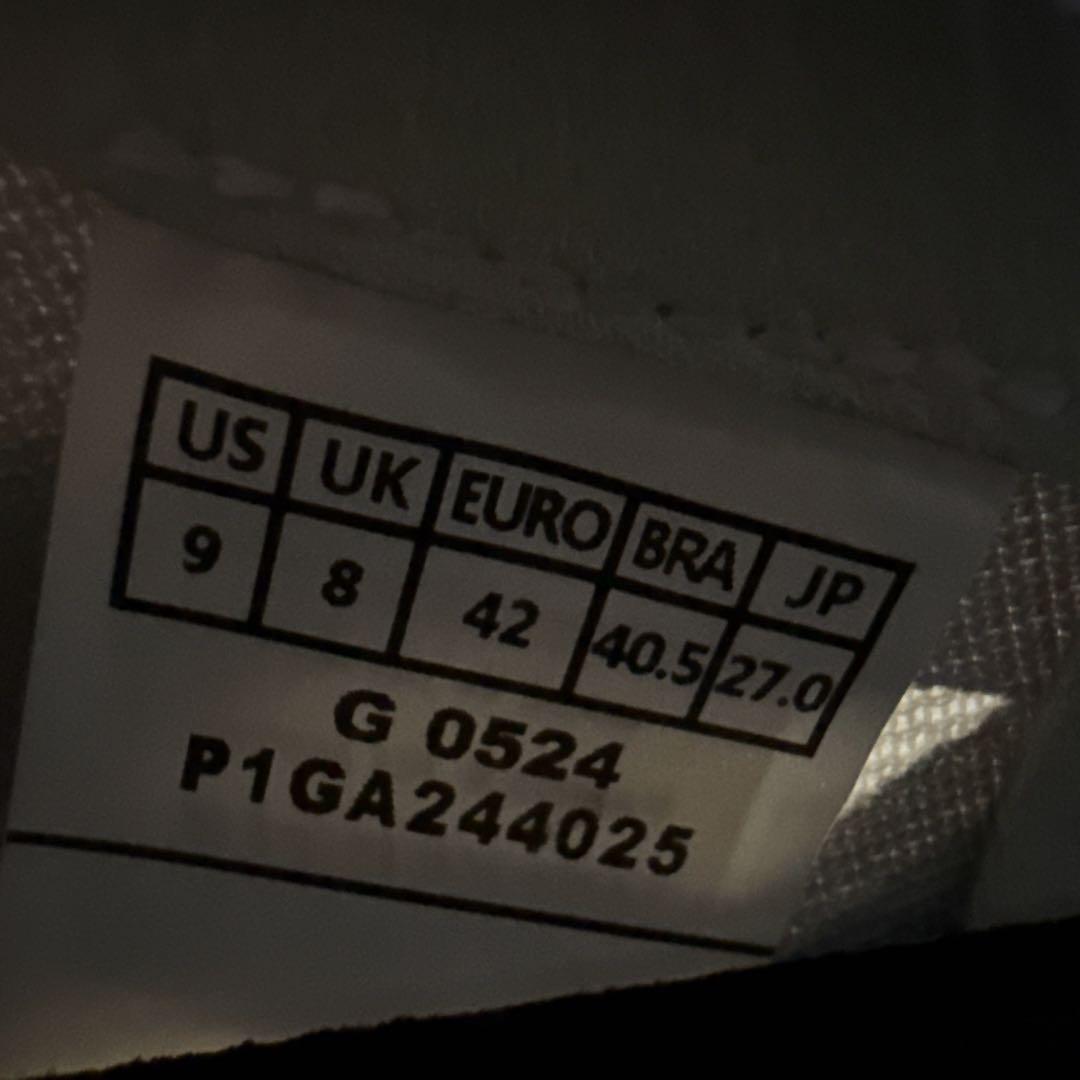 US UK EURO BRA JP
9 8 42 40.5 27.0
G 0524
P1GA244025